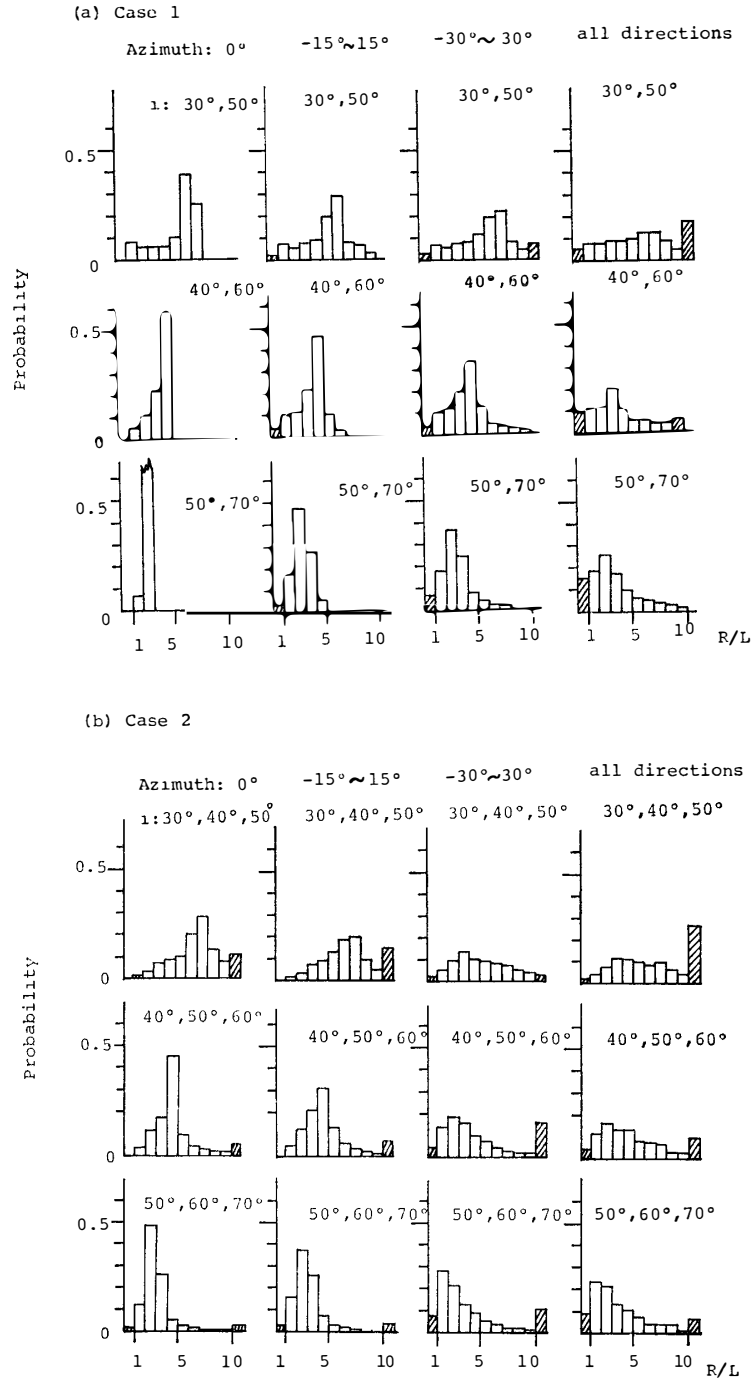 (a) Case 1
Azimuth: 0° -15°~15° -30°~30° all directions
ı: 30°,50° 30°,50° 30°,50° 30°,50°
0.5
0
40°,60° 40°,60° 40°,60° 40°,60°
0.5
0
Probability
50°,70° 50°,70° 50°,70° 50°,70°
0.5
0
1 5 10 1 5 10 1 5 10 1 5 10 R/L
(b) Case 2
Azimuth: 0° -15°~15° -30°~30° all directions
ı:30°,40°,50° 30°,40°,50° 30°,40°,50° 30°,40°,50°
0.5
0
40°,50°,60° 40°,50°,60° 40°,50°,60° 40°,50°,60°
0.5
0
Probability
50°,60°,70° 50°,60°,70° 50°,60°,70° 50°,60°,70°
0.5
0
1 5 10 1 5 10 1 5 10 1 5 10 R/L